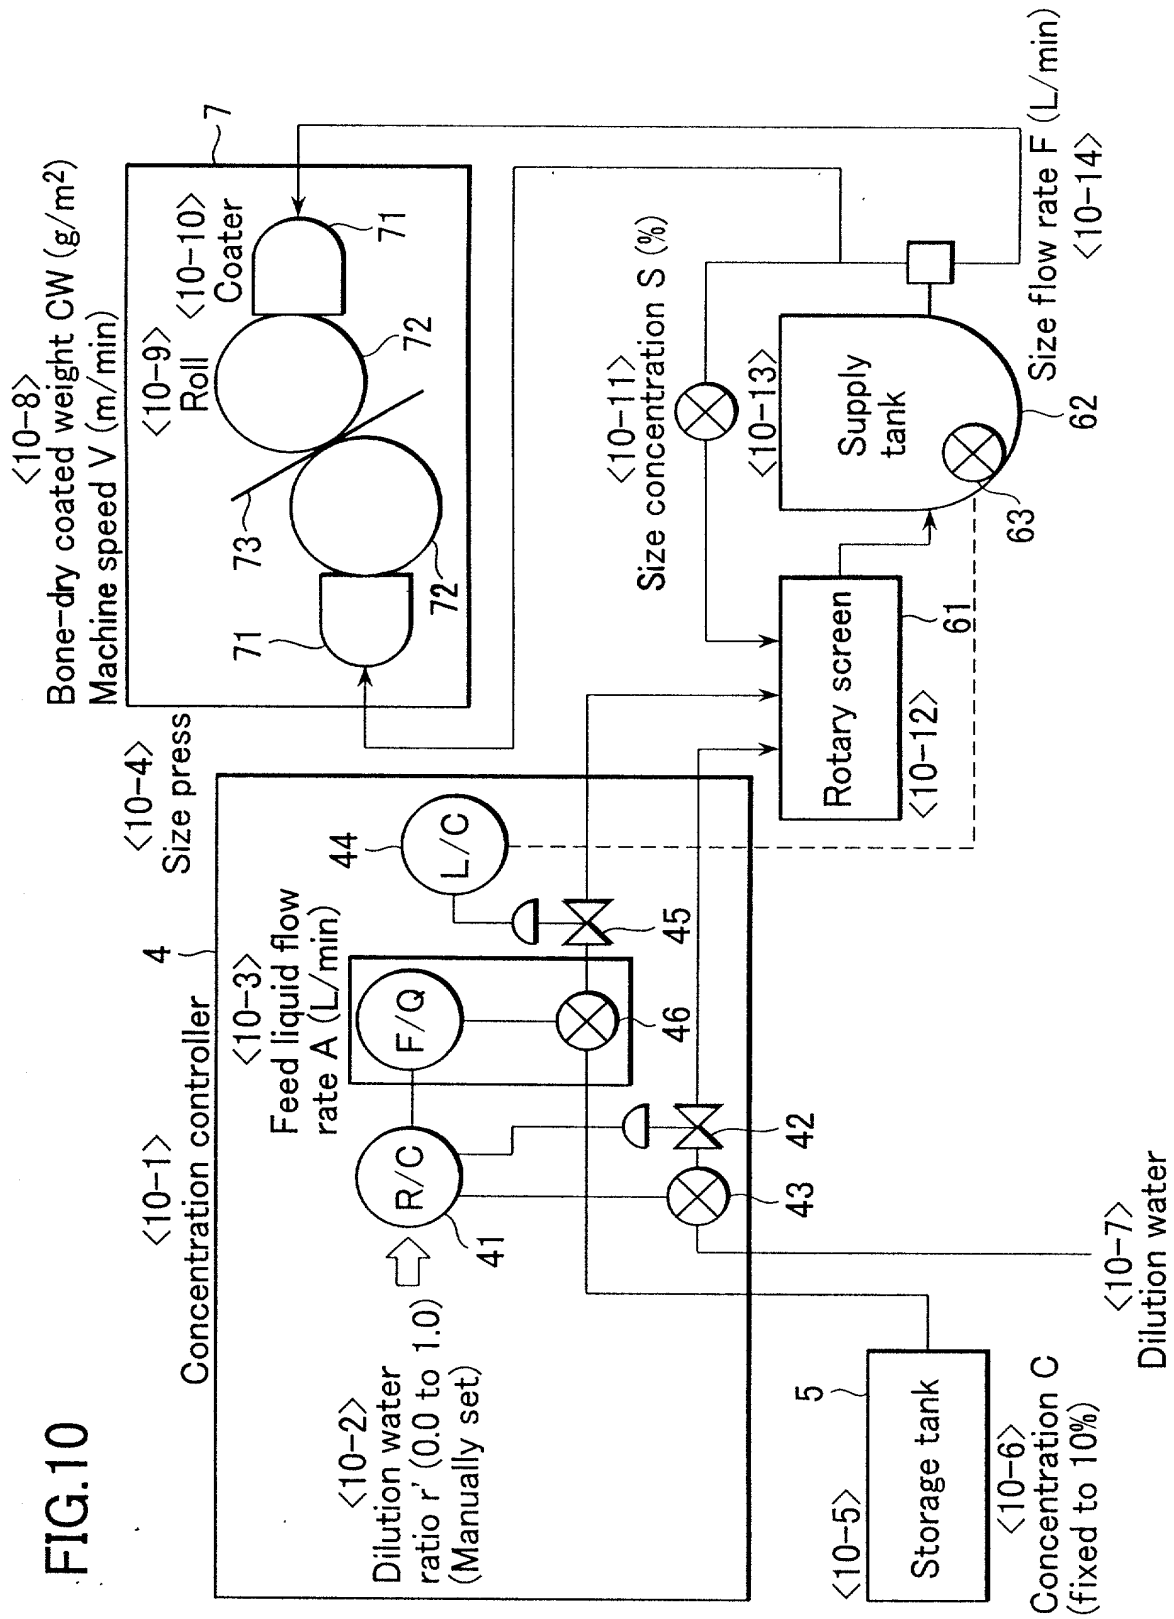 FIG.10
<10-1>
Concentration controller
4
<10-2>
Dilution water
ratio r' (0.0 to 1.0)
(Manually set)
41
R/C
<10-3>
Feed liquid flow
rate A (L/min)
F/Q
44
L/C
45
46
42
43
<10-4>
Size press
<10-5>
Storage tank
5
<10-6>
Concentration C
(fixed to 10%)
<10-7>
Dilution water
<10-8>
Bone-dry coated weight CW (g/m2)
Machine speed V (m/min)
7
<10-9>
Roll
<10-10>
Coater
71
72
73
71
72
<10-11>
Size concentration S (%)
Rotary screen
<10-12>
61
<10-13>
Supply
tank
63
62
Size flow rate F (L/min)
<10-14>